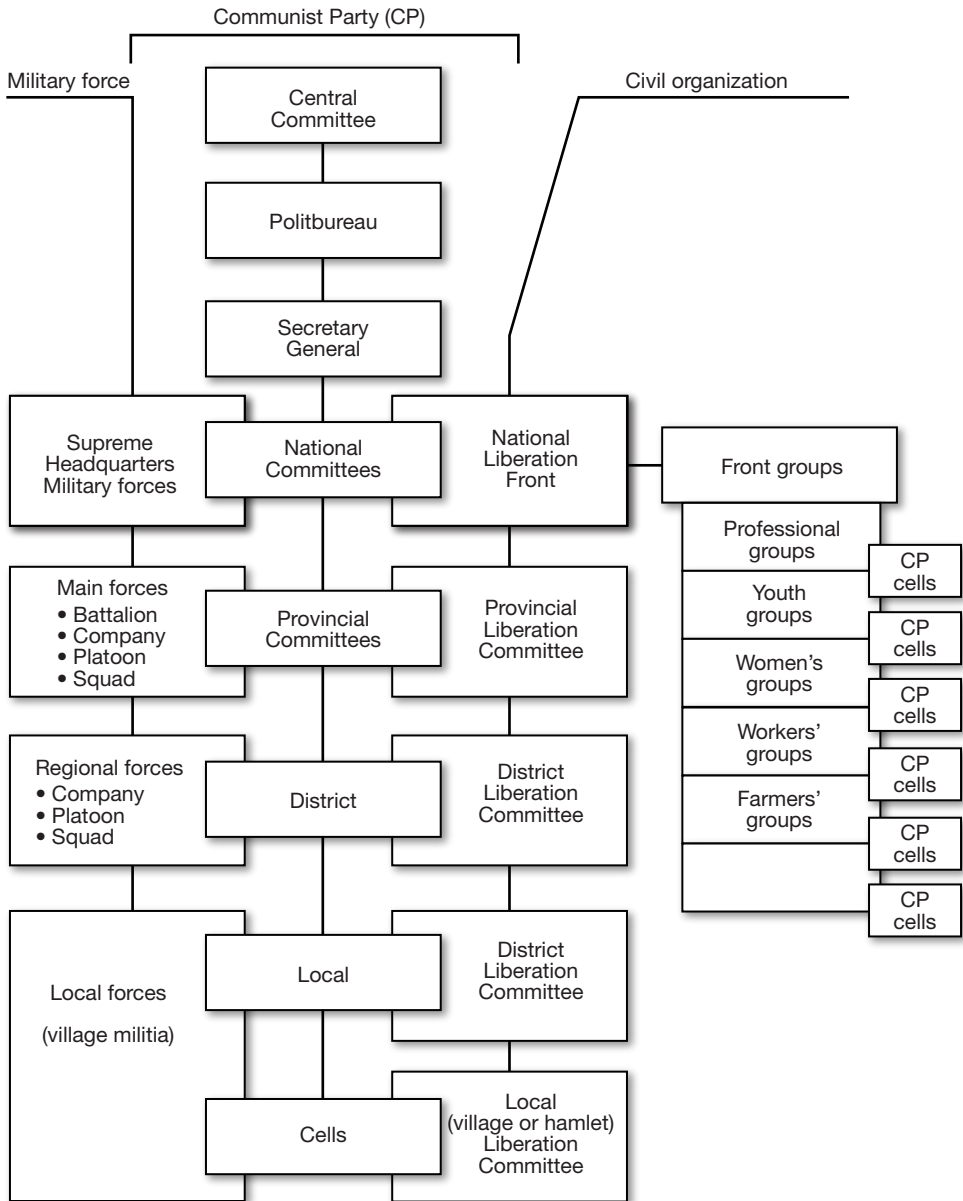 Communist Party (CP)
Military force
Civil organization
Central
Committee
Politbureau
Secretary
General
Supreme
Headquarters
Military forces
National
Committees
National
Liberation
Front
Front groups
Professional
groups
CP
cells
Youth
groups
CP
cells
Women's
groups
CP
cells
Workers'
groups
CP
cells
Farmers'
groups
CP
cells
CP
cells
Main forces
• Battalion
• Company
• Platoon
• Squad
Provincial
Committees
Provincial
Liberation
Committee
Regional forces
• Company
• Platoon
• Squad
District
District
Liberation
Committee
Local forces
(village militia)
Local
District
Liberation
Committee
Cells
Local
(village or hamlet)
Liberation
Committee